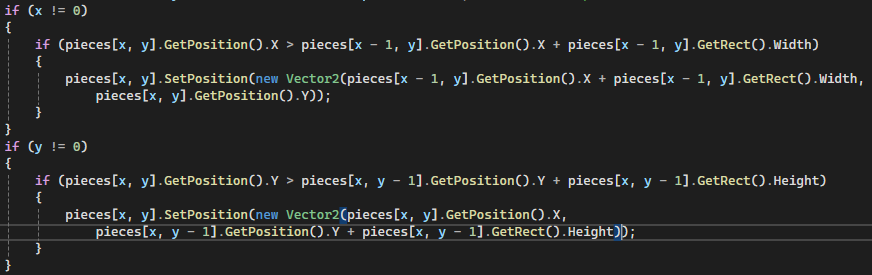 if (x != 0)
{
if (pieces[x, y].GetPosition().X > pieces[x - 1, y].GetPosition().X + pieces[x - 1, y].GetRect().Width)
{
pieces[x, y].SetPosition(new Vector2(pieces[x - 1, y].GetPosition().X + pieces[x - 1, y].GetRect().Width,
pieces[x, y].GetPosition().Y));
}
}
if (y != 0)
{
if (pieces[x, y].GetPosition().Y > pieces[x, y - 1].GetPosition().Y + pieces[x, y - 1].GetRect().Height)
{
pieces[x, y].SetPosition(new Vector2(pieces[x, y].GetPosition().X,
pieces[x, y - 1].GetPosition().Y + pieces[x, y - 1].GetRect().Height));
}
}